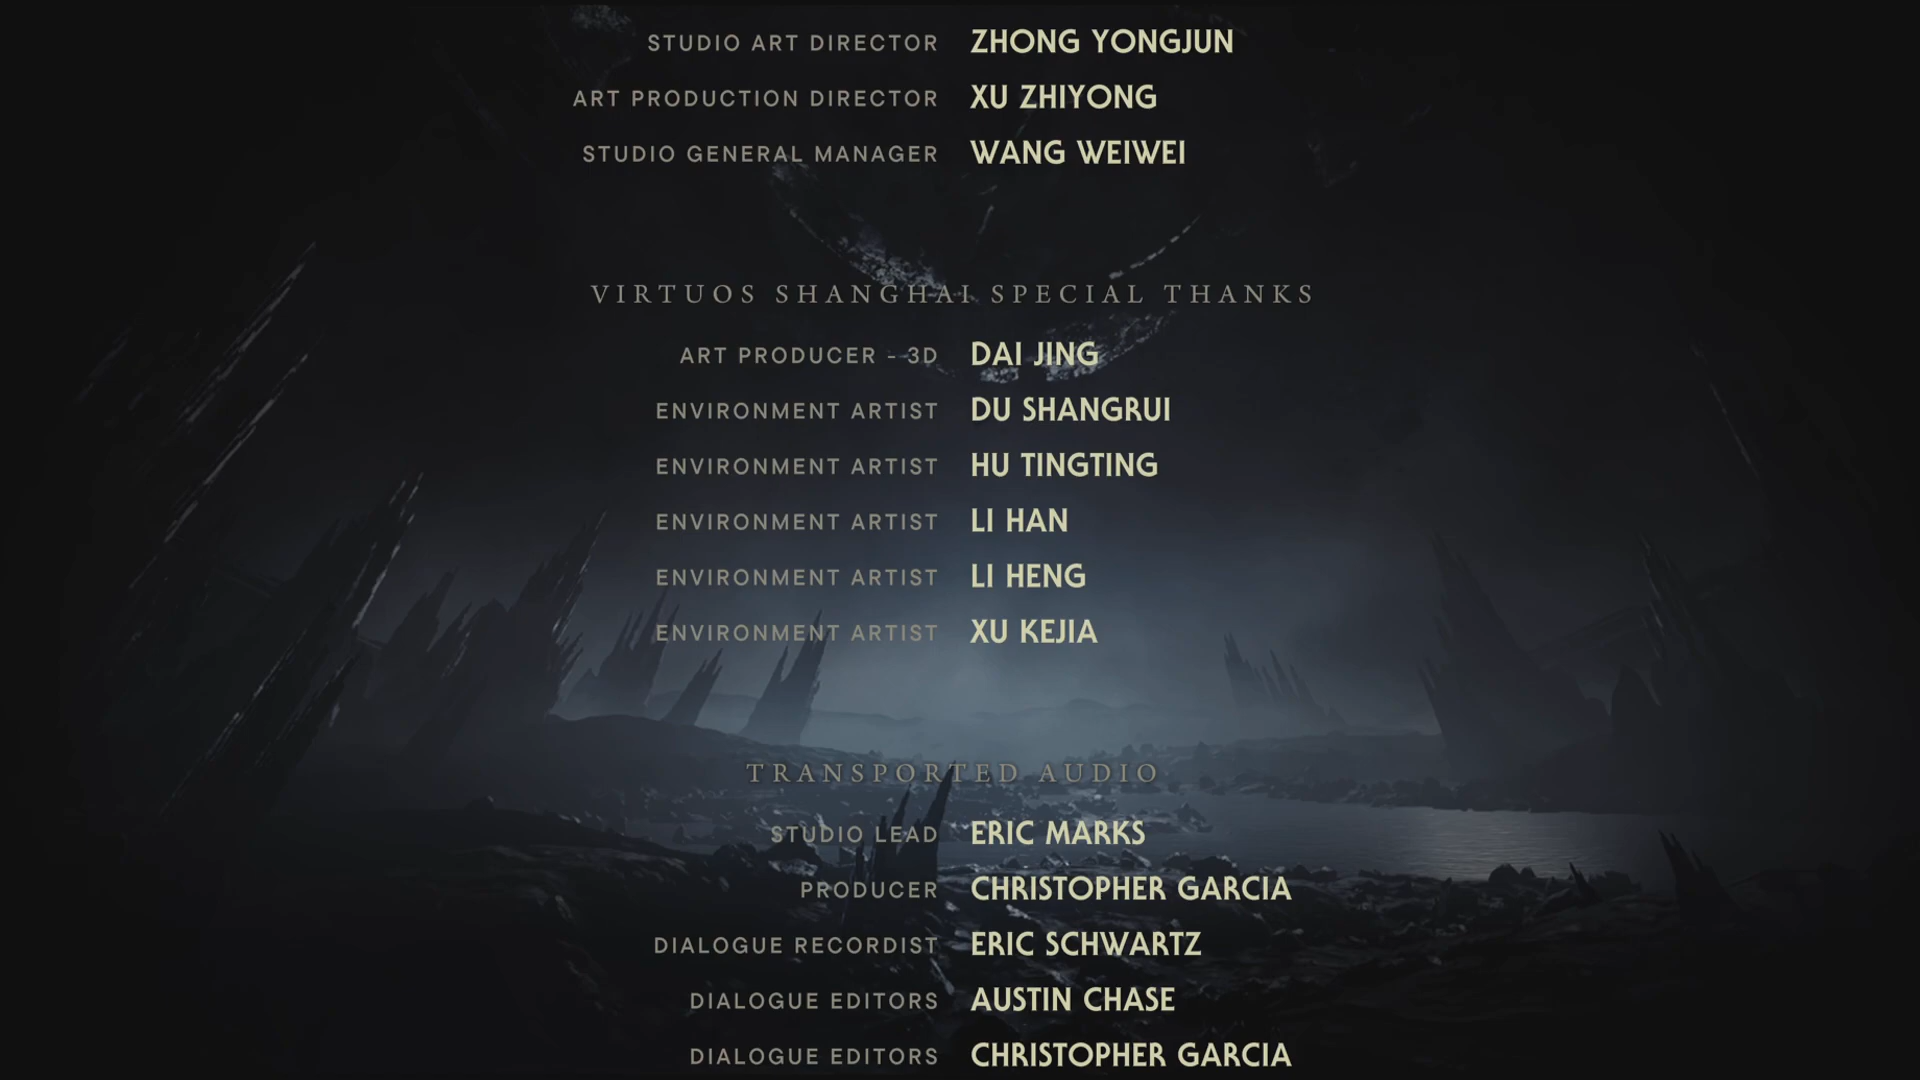 STUDIO ART DIRECTOR ZHONG YONGJUN
ART PRODUCTION DIRECTOR XU ZHIYONG
STUDIO GENERAL MANAGER WANG WEIWEI
VIRTUOS SHANGHAI SPECIAL THANKS
ART PRODUCER - 3D DAI JING
ENVIRONMENT ARTIST DU SHANGRUI
ENVIRONMENT ARTIST HU TINGTING
ENVIRONMENT ARTIST LI HAN
ENVIRONMENT ARTIST LI HENG
ENVIRONMENT ARTIST XU KEJIA
TRANSPORTED AUDIO
STUDIO LEAD ERIC MARKS
PRODUCER CHRISTOPHER GARCIA
DIALOGUE RECORDIST ERIC SCHWARTZ
DIALOGUE EDITORS AUSTIN CHASE
DIALOGUE EDITORS CHRISTOPHER GARCIA